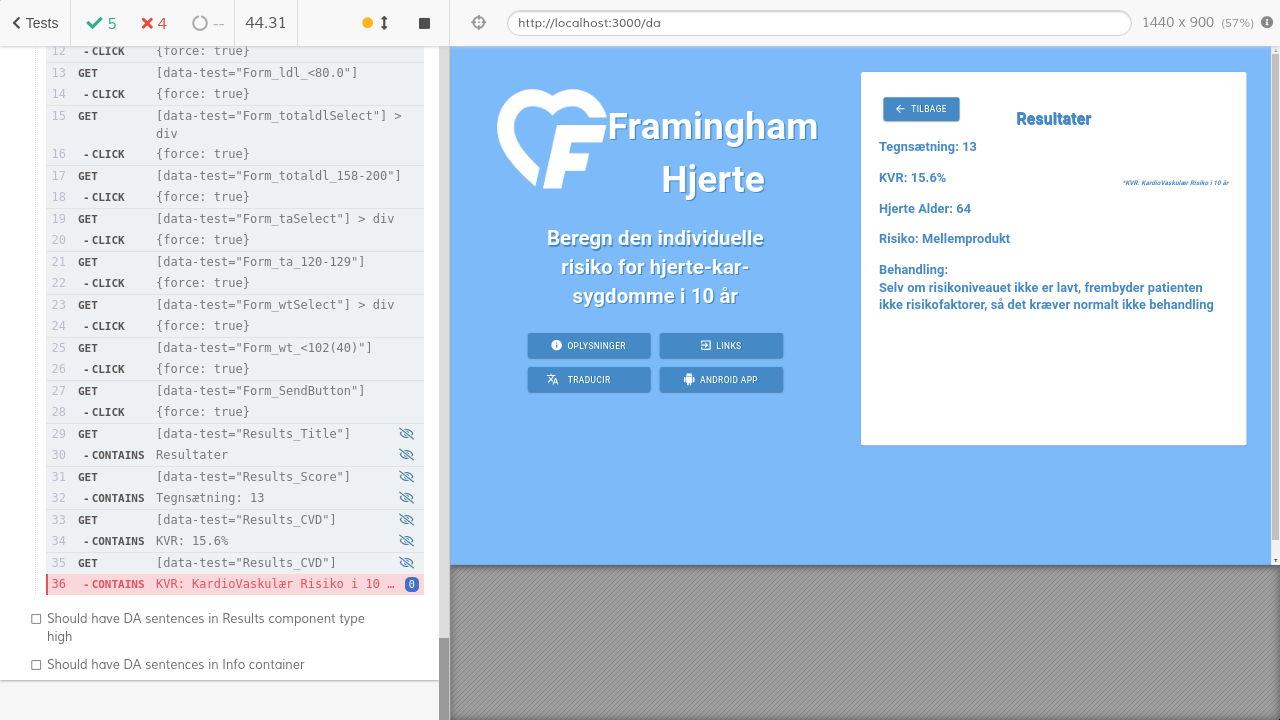 Tests
5
4
--
44.31
http://localhost:3000/da
1440 x 900 (57%)
12 - CLICK {force: true}
13 GET [data-test="Form_ldl_<80.0"]
14 - CLICK {force: true}
15 GET [data-test="Form_totaldlSelect"] >
div
16 - CLICK {force: true}
17 GET [data-test="Form_totaldl_158-200"]
18 - CLICK {force: true}
19 GET [data-test="Form_taSelect"] > div
20 - CLICK {force: true}
21 GET [data-test="Form_ta_120-129"]
22 - CLICK {force: true}
23 GET [data-test="Form_wtSelect"] > div
24 - CLICK {force: true}
25 GET [data-test="Form_wt_<102(40)"]
26 - CLICK {force: true}
27 GET [data-test="Form_SendButton"]
28 - CLICK {force: true}
29 GET [data-test="Results_Title"]
30 - CONTAINS Resultater
31 GET [data-test="Results_Score"]
32 - CONTAINS Tegnsætning: 13
33 GET [data-test="Results_CVD"]
34 - CONTAINS KVR: 15.6%
35 GET [data-test="Results_CVD"]
36 - CONTAINS KVR: KardioVaskulær Risiko i 10 … 0
Should have DA sentences in Results component type
high
Should have DA sentences in Info container
Framingham
Hjerte
Beregn den individuelle
risiko for hjerte-kar-
sygdomme i 10 år
OPLYSNINGER
LINKS
TRADUCIR
ANDROID APP
TILBAGE
Resultater
Tegnsætning: 13
KVR: 15.6%
*KVR: KardioVaskulær Risiko i 10 år
Hjerte Alder: 64
Risiko: Mellemprodukt
Behandling:
Selv om risikoniveauet ikke er lavt, frembyder patienten
ikke risikofaktorer, så det kræver normalt ikke behandling